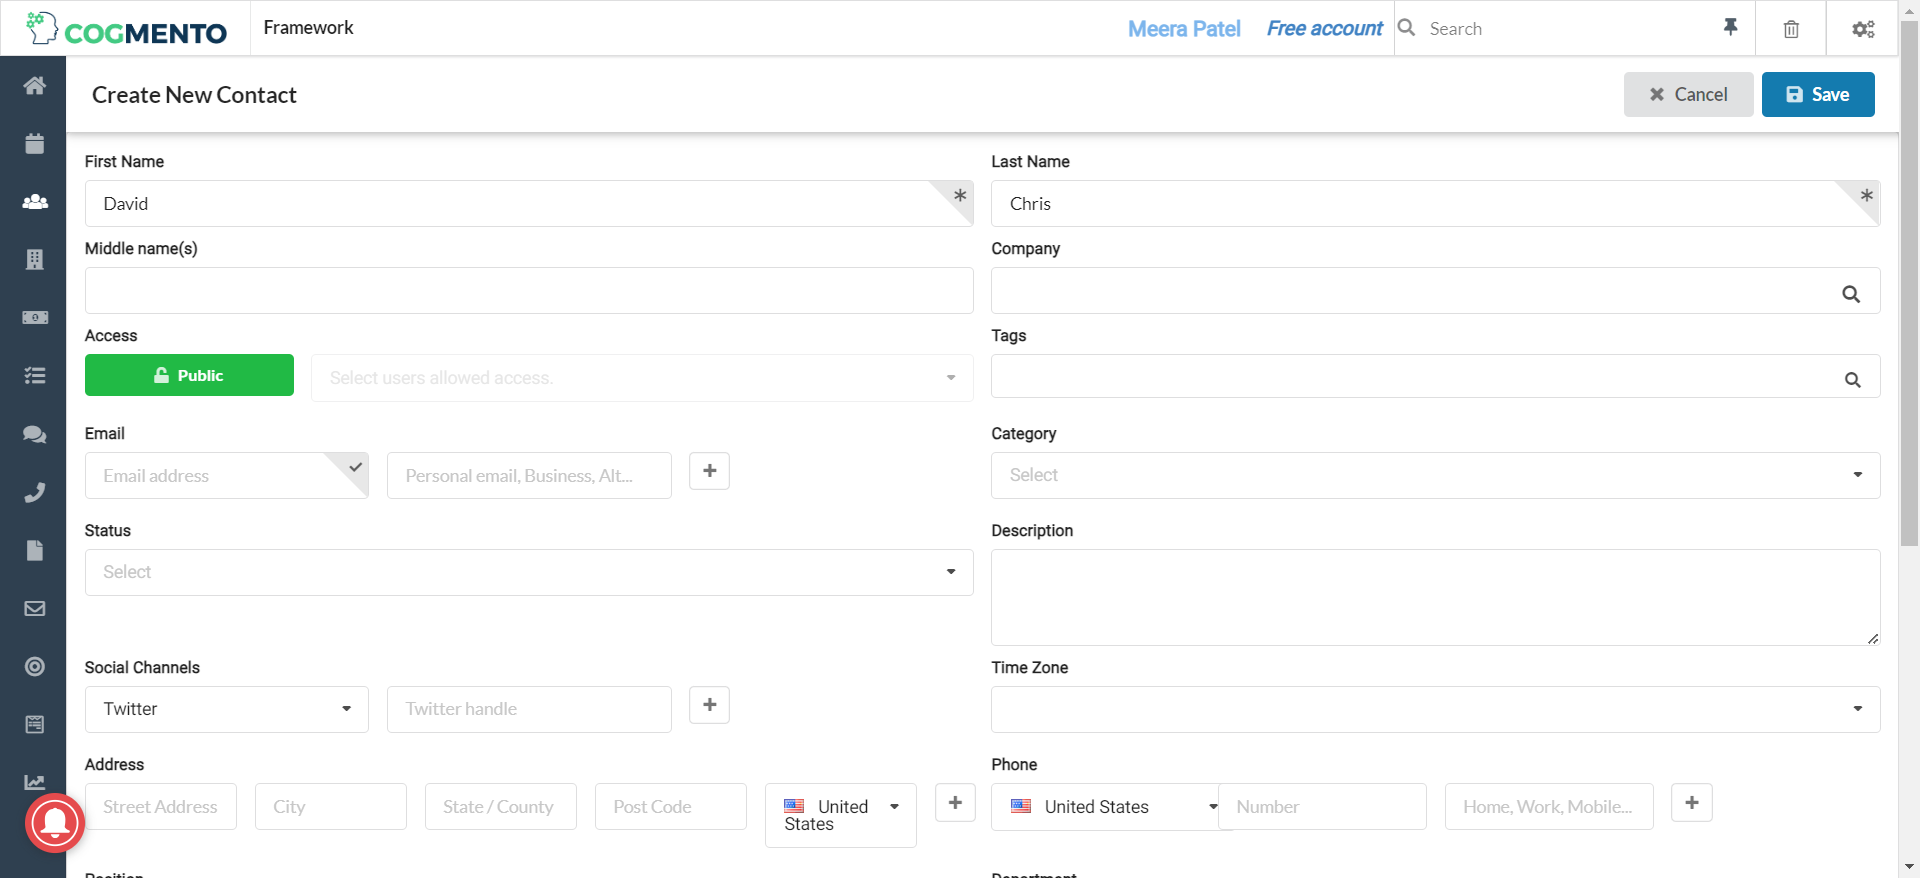 COGMENTO
Framework
Meera Patel
Free account
Search
Create New Contact
Cancel
Save
First Name
Last Name
David
Chris
Middle name(s)
Company
Access
Tags
Public
Select users allowed access.
Email
Category
Email address
Personal email, Business, Alt...
Select
Status
Description
Select
Social Channels
Time Zone
Twitter
Twitter handle
Address
Phone
Street Address
City
State / County
Post Code
United
States
United States
Number
Home, Work, Mobile...
Position
Department